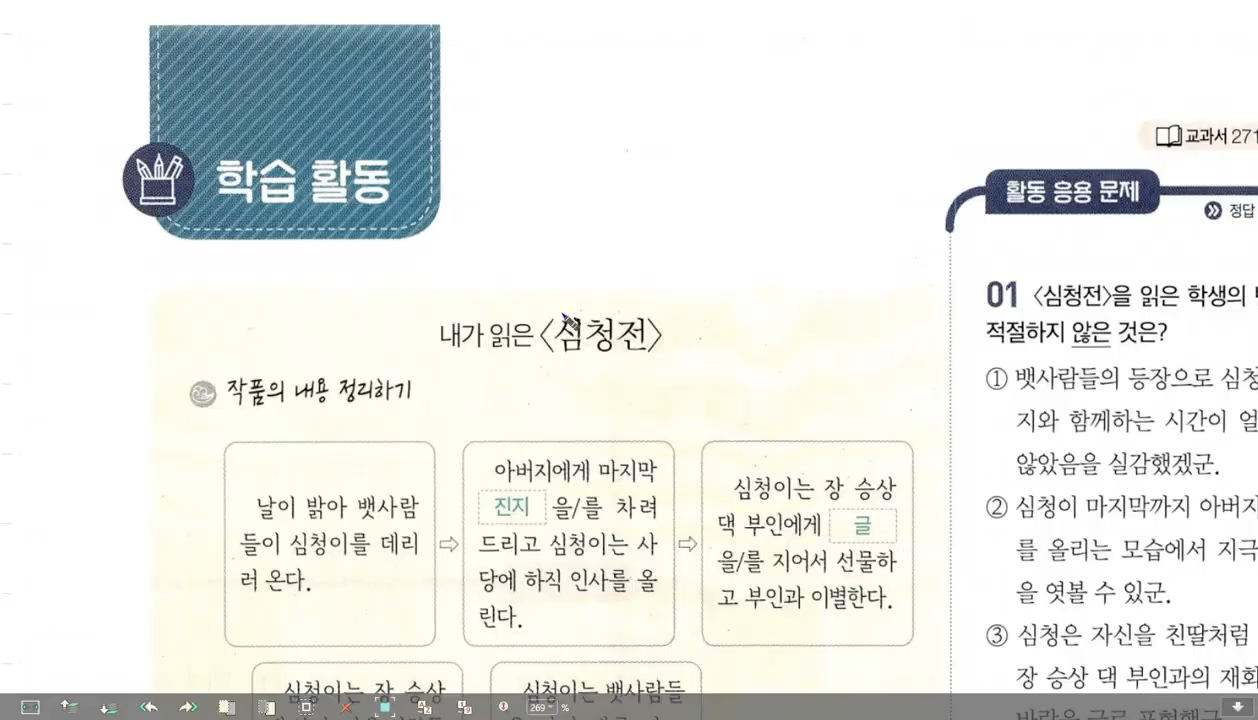 학습 활동
교과서 271
활동 응용 문제
정답
내가 읽은 〈심청전〉
작품의 내용 정리하기
날이 밝아 뱃사람
들이 심청이를 데리
러 온다.
아버지에게 마지막
진지 을/를 차려
드리고 심청이는 사
당에 하직 인사를 올
린다.
심청이는 장 승상
댁 부인에게 글
을/를 지어서 선물하
고 부인과 이별한다.
심청이는 장 승상
심청이는 뱃사람들
01 〈심청전〉을 읽은 학생의
적절하지 않은 것은?
① 뱃사람들의 등장으로 심청
지와 함께하는 시간이 얼
않았음을 실감했겠군.
② 심청이 마지막까지 아버지
를 올리는 모습에서 지극
을 엿볼 수 있군.
③ 심청은 자신을 친딸처럼
장 승상 댁 부인과의 재회
269 %